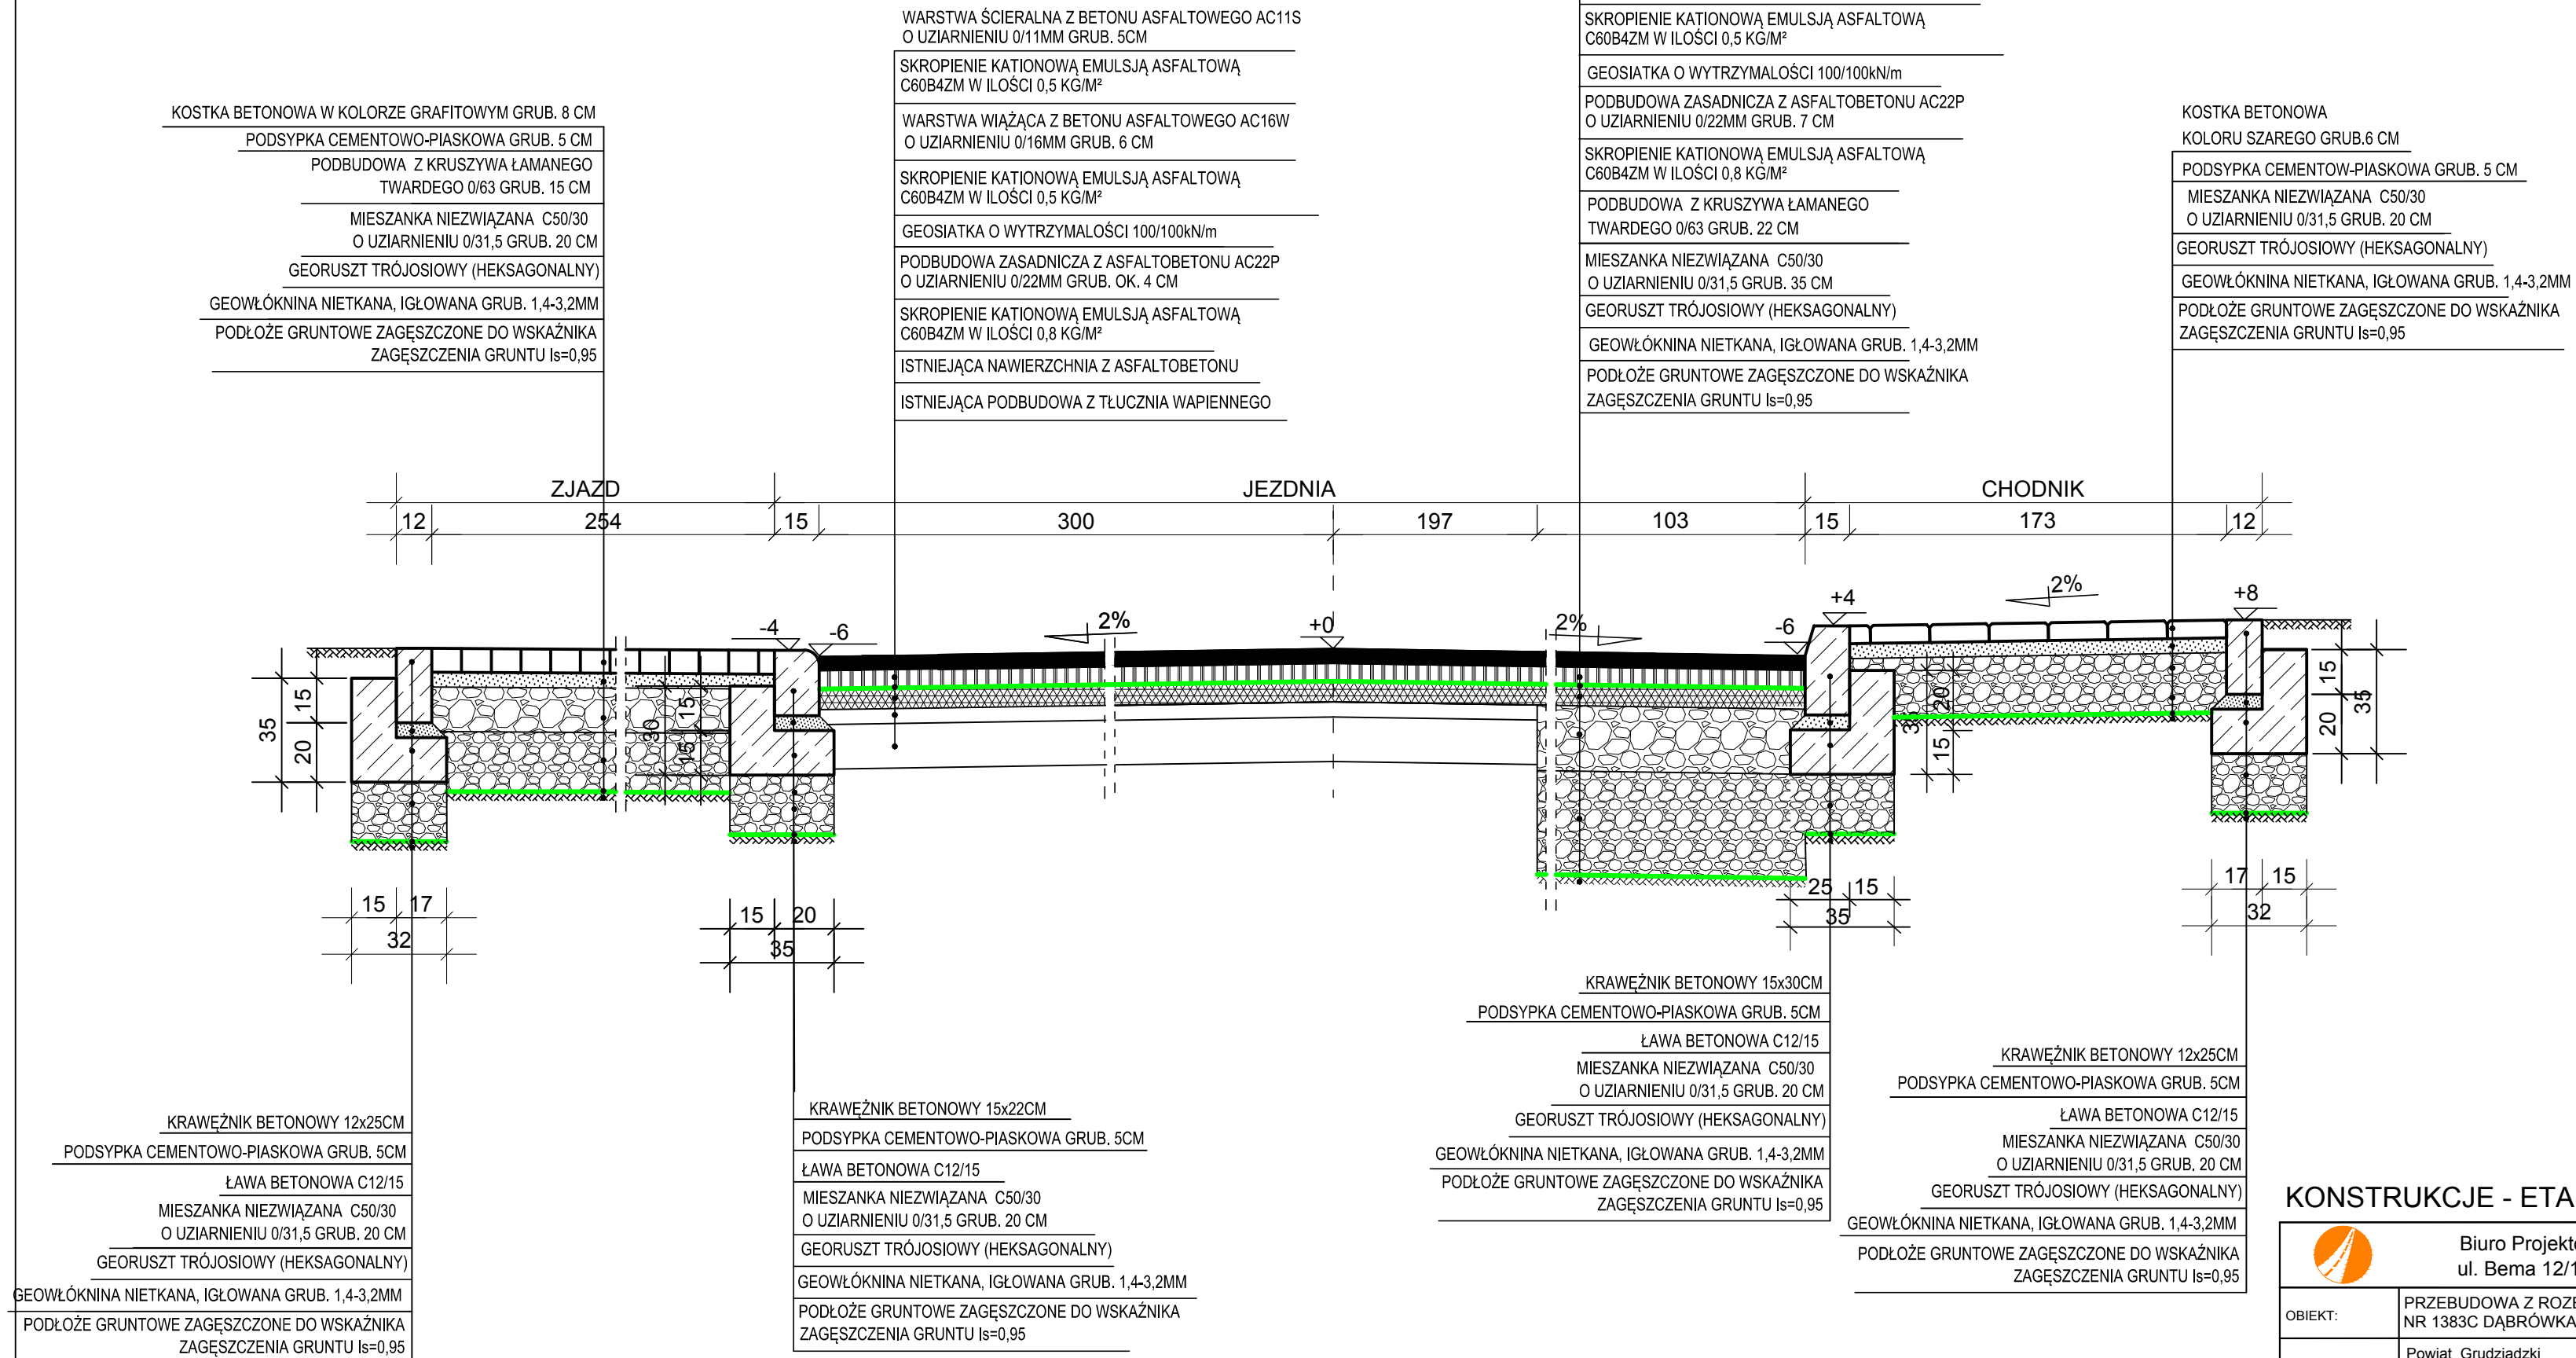 KOSTKA BETONOWA W KOLORZE GRAFITOWYM GRUB. 8 CM
PODSYPKA CEMENTOWO-PIASKOWA GRUB. 5 CM
PODBUDOWA Z KRUSZYWA ŁAMANEGO
TWARDEGO 0/63 GRUB. 15 CM
MIESZANKA NIEZWIĄZANA C50/30
O UZIARNIENIU 0/31,5 GRUB. 20 CM
GEORUSZT TRÓJOSIOWY (HEKSAGONALNY)
GEOWŁÓKNINA NIETKANA, IGŁOWANA GRUB. 1,4-3,2MM
PODŁOŻE GRUNTOWE ZAGĘSZCZONE DO WSKAŹNIKA
ZAGĘSZCZENIA GRUNTU Is=0,95
WARSTWA ŚCIERALNA Z BETONU ASFALTOWEGO AC11S
O UZIARNIENIU 0/11MM GRUB. 5CM
SKROPIENIE KATIONOWĄ EMULSJĄ ASFALTOWĄ
C60B4ZM W ILOŚCI 0,5 KG/M²
WARSTWA WIĄŻĄCA Z BETONU ASFALTOWEGO AC16W
O UZIARNIENIU 0/16MM GRUB. 6 CM
SKROPIENIE KATIONOWĄ EMULSJĄ ASFALTOWĄ
C60B4ZM W ILOŚCI 0,5 KG/M²
GEOSIATKA O WYTRZYMALOŚCI 100/100kN/m
PODBUDOWA ZASADNICZA Z ASFALTOBETONU AC22P
O UZIARNIENIU 0/22MM GRUB. OK. 4 CM
SKROPIENIE KATIONOWĄ EMULSJĄ ASFALTOWĄ
C60B4ZM W ILOŚCI 0,8 KG/M²
ISTNIEJĄCA NAWIERZCHNIA Z ASFALTOBETONU
ISTNIEJĄCA PODBUDOWA Z TŁUCZNIA WAPIENNEGO
SKROPIENIE KATIONOWĄ EMULSJĄ ASFALTOWĄ
C60B4ZM W ILOŚCI 0,5 KG/M²
GEOSIATKA O WYTRZYMALOŚCI 100/100kN/m
PODBUDOWA ZASADNICZA Z ASFALTOBETONU AC22P
O UZIARNIENIU 0/22MM GRUB. 7 CM
SKROPIENIE KATIONOWĄ EMULSJĄ ASFALTOWĄ
C60B4ZM W ILOŚCI 0,8 KG/M²
PODBUDOWA Z KRUSZYWA ŁAMANEGO
TWARDEGO 0/63 GRUB. 22 CM
MIESZANKA NIEZWIĄZANA C50/30
O UZIARNIENIU 0/31,5 GRUB. 35 CM
GEORUSZT TRÓJOSIOWY (HEKSAGONALNY)
GEOWŁÓKNINA NIETKANA, IGŁOWANA GRUB. 1,4-3,2MM
PODŁOŻE GRUNTOWE ZAGĘSZCZONE DO WSKAŹNIKA
ZAGĘSZCZENIA GRUNTU Is=0,95
KOSTKA BETONOWA
KOLORU SZAREGO GRUB.6 CM
PODSYPKA CEMENTOW-PIASKOWA GRUB. 5 CM
MIESZANKA NIEZWIĄZANA C50/30
O UZIARNIENIU 0/31,5 GRUB. 20 CM
GEORUSZT TRÓJOSIOWY (HEKSAGONALNY)
GEOWŁÓKNINA NIETKANA, IGŁOWANA GRUB. 1,4-3,2MM
PODŁOŻE GRUNTOWE ZAGĘSZCZONE DO WSKAŹNIKA
ZAGĘSZCZENIA GRUNTU Is=0,95
ZJAZD JEZDNIA CHODNIK
12 254 15 300 197 103 15 173 12
-4 -6 2% +0 2% -6 +4 2% +8
35 15 20
30 15 15
20 15
15 20 35
15 17
32
15 20
35
25 15
35
17 15
32
KRAWĘŻNIK BETONOWY 12x25CM
PODSYPKA CEMENTOWO-PIASKOWA GRUB. 5CM
ŁAWA BETONOWA C12/15
MIESZANKA NIEZWIĄZANA C50/30
O UZIARNIENIU 0/31,5 GRUB. 20 CM
GEORUSZT TRÓJOSIOWY (HEKSAGONALNY)
GEOWŁÓKNINA NIETKANA, IGŁOWANA GRUB. 1,4-3,2MM
PODŁOŻE GRUNTOWE ZAGĘSZCZONE DO WSKAŹNIKA
ZAGĘSZCZENIA GRUNTU Is=0,95
KRAWĘŻNIK BETONOWY 15x22CM
PODSYPKA CEMENTOWO-PIASKOWA GRUB. 5CM
ŁAWA BETONOWA C12/15
MIESZANKA NIEZWIĄZANA C50/30
O UZIARNIENIU 0/31,5 GRUB. 20 CM
GEORUSZT TRÓJOSIOWY (HEKSAGONALNY)
GEOWŁÓKNINA NIETKANA, IGŁOWANA GRUB. 1,4-3,2MM
PODŁOŻE GRUNTOWE ZAGĘSZCZONE DO WSKAŹNIKA
ZAGĘSZCZENIA GRUNTU Is=0,95
KRAWĘŻNIK BETONOWY 15x30CM
PODSYPKA CEMENTOWO-PIASKOWA GRUB. 5CM
ŁAWA BETONOWA C12/15
MIESZANKA NIEZWIĄZANA C50/30
O UZIARNIENIU 0/31,5 GRUB. 20 CM
GEORUSZT TRÓJOSIOWY (HEKSAGONALNY)
GEOWŁÓKNINA NIETKANA, IGŁOWANA GRUB. 1,4-3,2MM
PODŁOŻE GRUNTOWE ZAGĘSZCZONE DO WSKAŹNIKA
ZAGĘSZCZENIA GRUNTU Is=0,95
KRAWĘŻNIK BETONOWY 12x25CM
PODSYPKA CEMENTOWO-PIASKOWA GRUB. 5CM
ŁAWA BETONOWA C12/15
MIESZANKA NIEZWIĄZANA C50/30
O UZIARNIENIU 0/31,5 GRUB. 20 CM
GEORUSZT TRÓJOSIOWY (HEKSAGONALNY)
GEOWŁÓKNINA NIETKANA, IGŁOWANA GRUB. 1,4-3,2MM
PODŁOŻE GRUNTOWE ZAGĘSZCZONE DO WSKAŹNIKA
ZAGĘSZCZENIA GRUNTU Is=0,95
KONSTRUKCJE - ETA
Biuro Projekt
ul. Bema 12/1
OBIEKT:
PRZEBUDOWA Z ROZ
NR 1383C DĄBRÓWKA
Powiat Grudziądzki